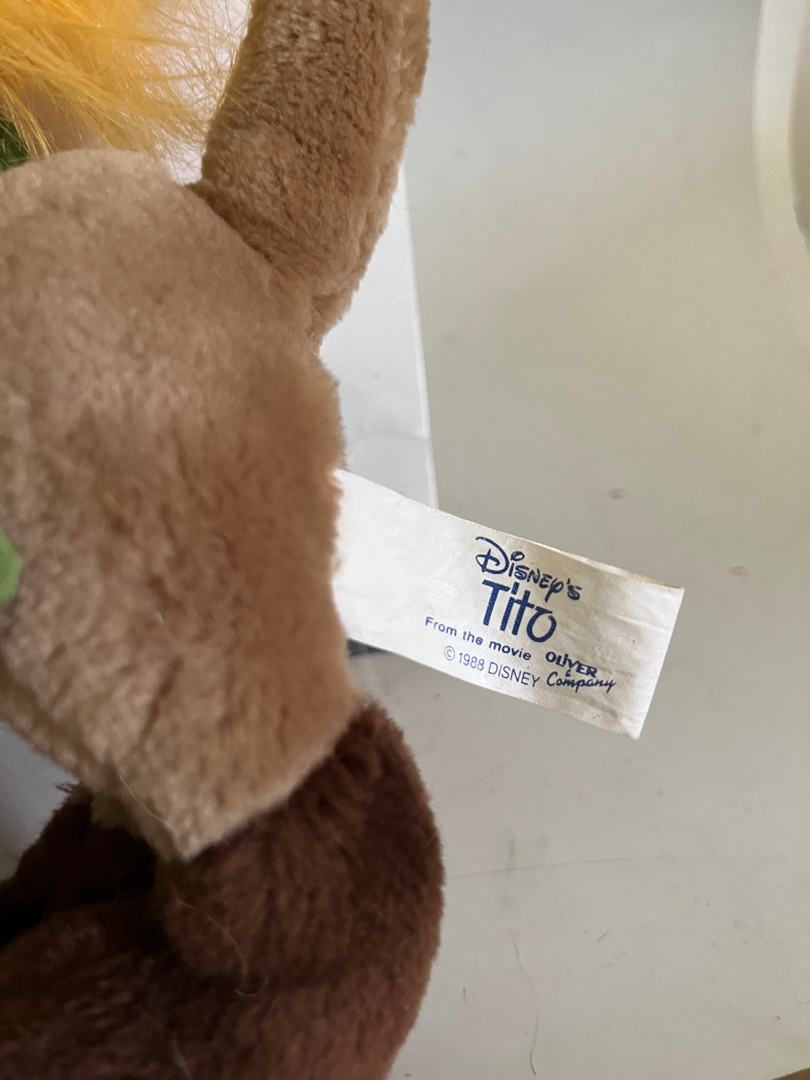 Disney's
Tito
From the movie OLIVER
& Company
© 1988 DISNEY